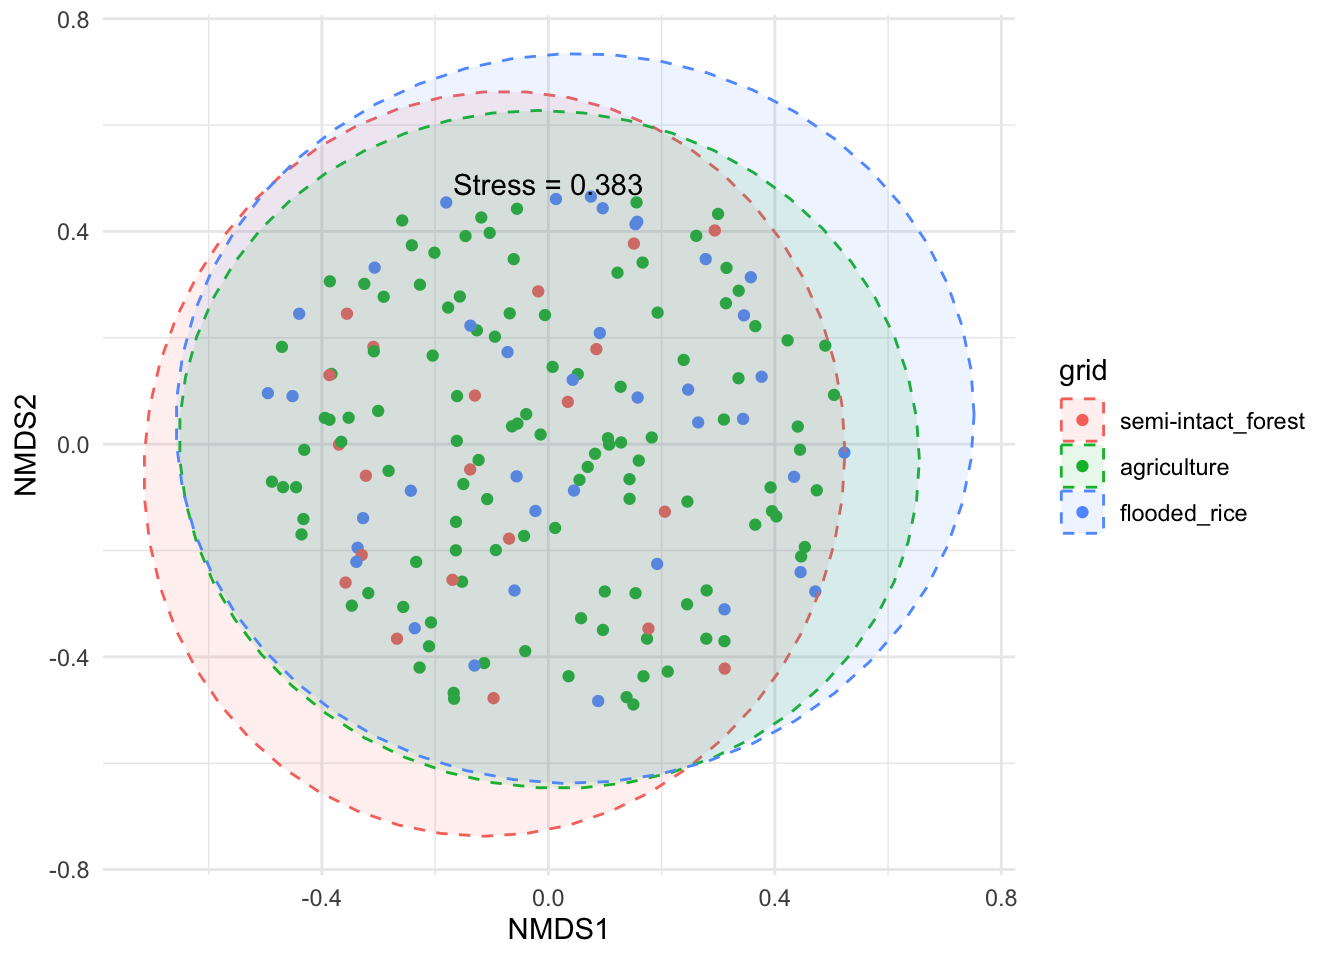 0.8
0.4
0.0
-0.4
-0.8
NMDS2
Stress = 0.383
-0.4
0.0
0.4
0.8
NMDS1
grid
semi-intact_forest
agriculture
flooded_rice